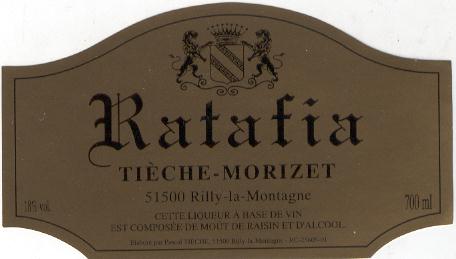 Ratafia
TIÈCHE-MORIZET
51500 Rilly-la-Montagne
18% vol.
700 ml
CETTE LIQUEUR À BASE DE VIN
EST COMPOSÉE DE MOÛT DE RAISIN ET D'ALCOOL.
Elaboré par Pascal TIÈCHE, 51500 Rilly-la-Montagne -